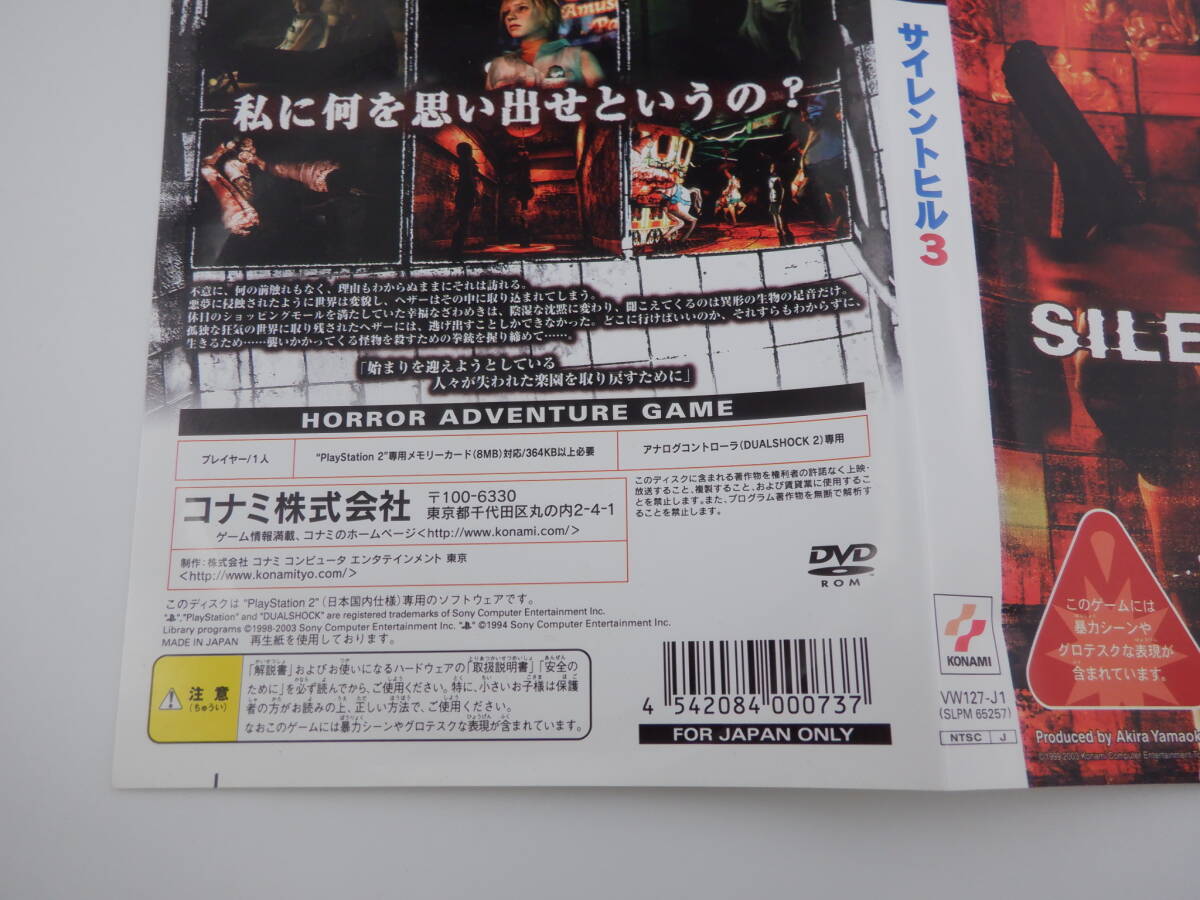 Amus
Pa
私に何を思い出せというの？
不意に、何の前触れもなく、理由もわからぬままにそれは訪れる。
悪夢に侵蝕されたように世界は変貌し、ヘザーはその中に取り込まれてしまう。
休日のショッピングモールを満たしていた幸福なざわめきは、陰湿な沈黙に変わり、聞こえてくるのは異形の生物の足音だけ。
孤独な狂気の世界に取り残されたヘザーには、逃げ出すことしかできなかった。どこに行けばいいのか、それすらもわからずに、
生きるため……襲いかかってくる怪物を殺すための拳銃を握り締めて……。
「始まりを迎えようとしている
人々が失われた楽園を取り戻すために」
HORROR ADVENTURE GAME
プレイヤー/1人
"PlayStation 2"専用メモリーカード(8MB)対応/364KB以上必要
アナログコントローラ(DUALSHOCK 2)専用
コナミ株式会社
〒100-6330
東京都千代田区丸の内2-4-1
ゲーム情報満載、コナミのホームページ<http://www.konami.com/>
制作：株式会社 コナミ コンピュータ エンタテインメント 東京
<http://www.konamityo.com/>
このディスクに含まれる著作物を権利者の許諾なく上映・
放送すること、複製すること、および賃貸業に使用するこ
とを禁止します。また、プログラム著作物を無断で解析す
ることを禁止します。
DVD
ROM
このディスクは "PlayStation 2"（日本国内仕様）専用のソフトウェアです。
"PlayStation" and "DUALSHOCK" are registered trademarks of Sony Computer Entertainment Inc.
Library programs ©1998-2003 Sony Computer Entertainment Inc. ©1994 Sony Computer Entertainment Inc.
MADE IN JAPAN 再生紙を使用しております。
注意
(ちゅうい)
「解説書」およびお使いになるハードウェアの「取扱説明書」「安全の
ために」を必ず読んでから、ご使用ください。特に、小さいお子様は保護
者の方がお読みの上、正しい方法で、ご使用ください。
なおこのゲームには暴力シーンやグロテスクな表現が含まれています。
4 542084 000737
FOR JAPAN ONLY
サイレントヒル3
KONAMI
VW127-J1
(SLPM 65257)
NTSC J
SILE
このゲームには
暴力シーンや
グロテスクな表現が
含まれています。
Produced by Akira Yamaok
©1999 2003 Konami Computer Entertainment T